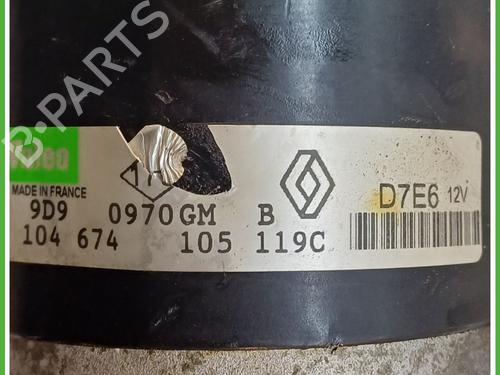 B-PARTS
MADE IN FRANCE
D7E6 12V
9D9 0970GM B
104 674 105 119C